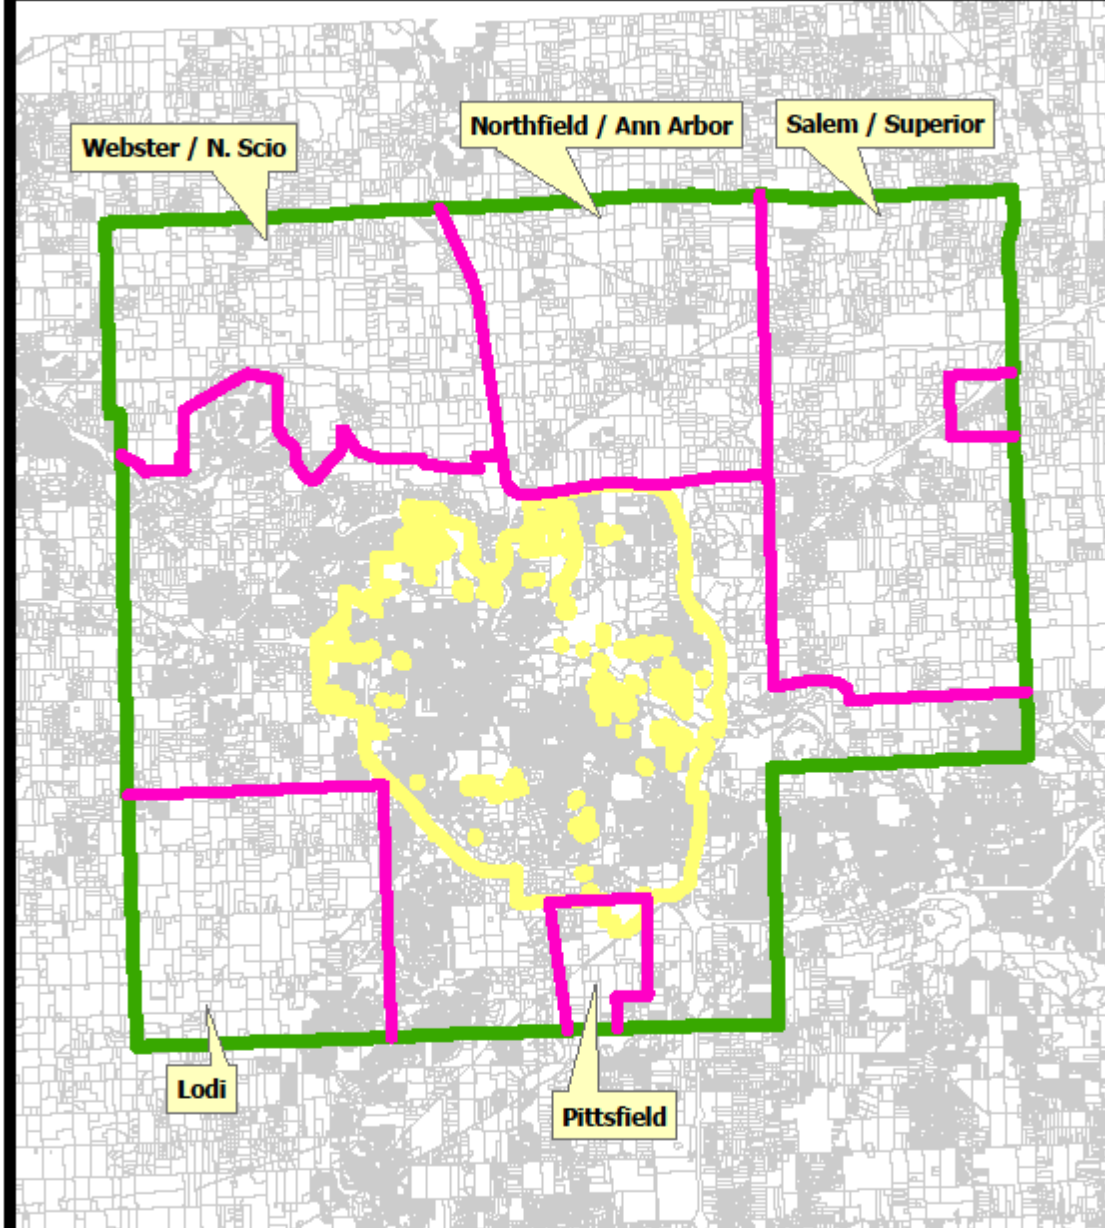 Webster / N. Scio
Northfield / Ann Arbor
Salem / Superior
Lodi
Pittsfield